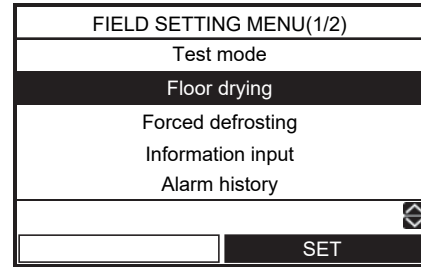 FIELD SETTING MENU(1/2)
Test mode
Floor drying
Forced defrosting
Information input
Alarm history
SET